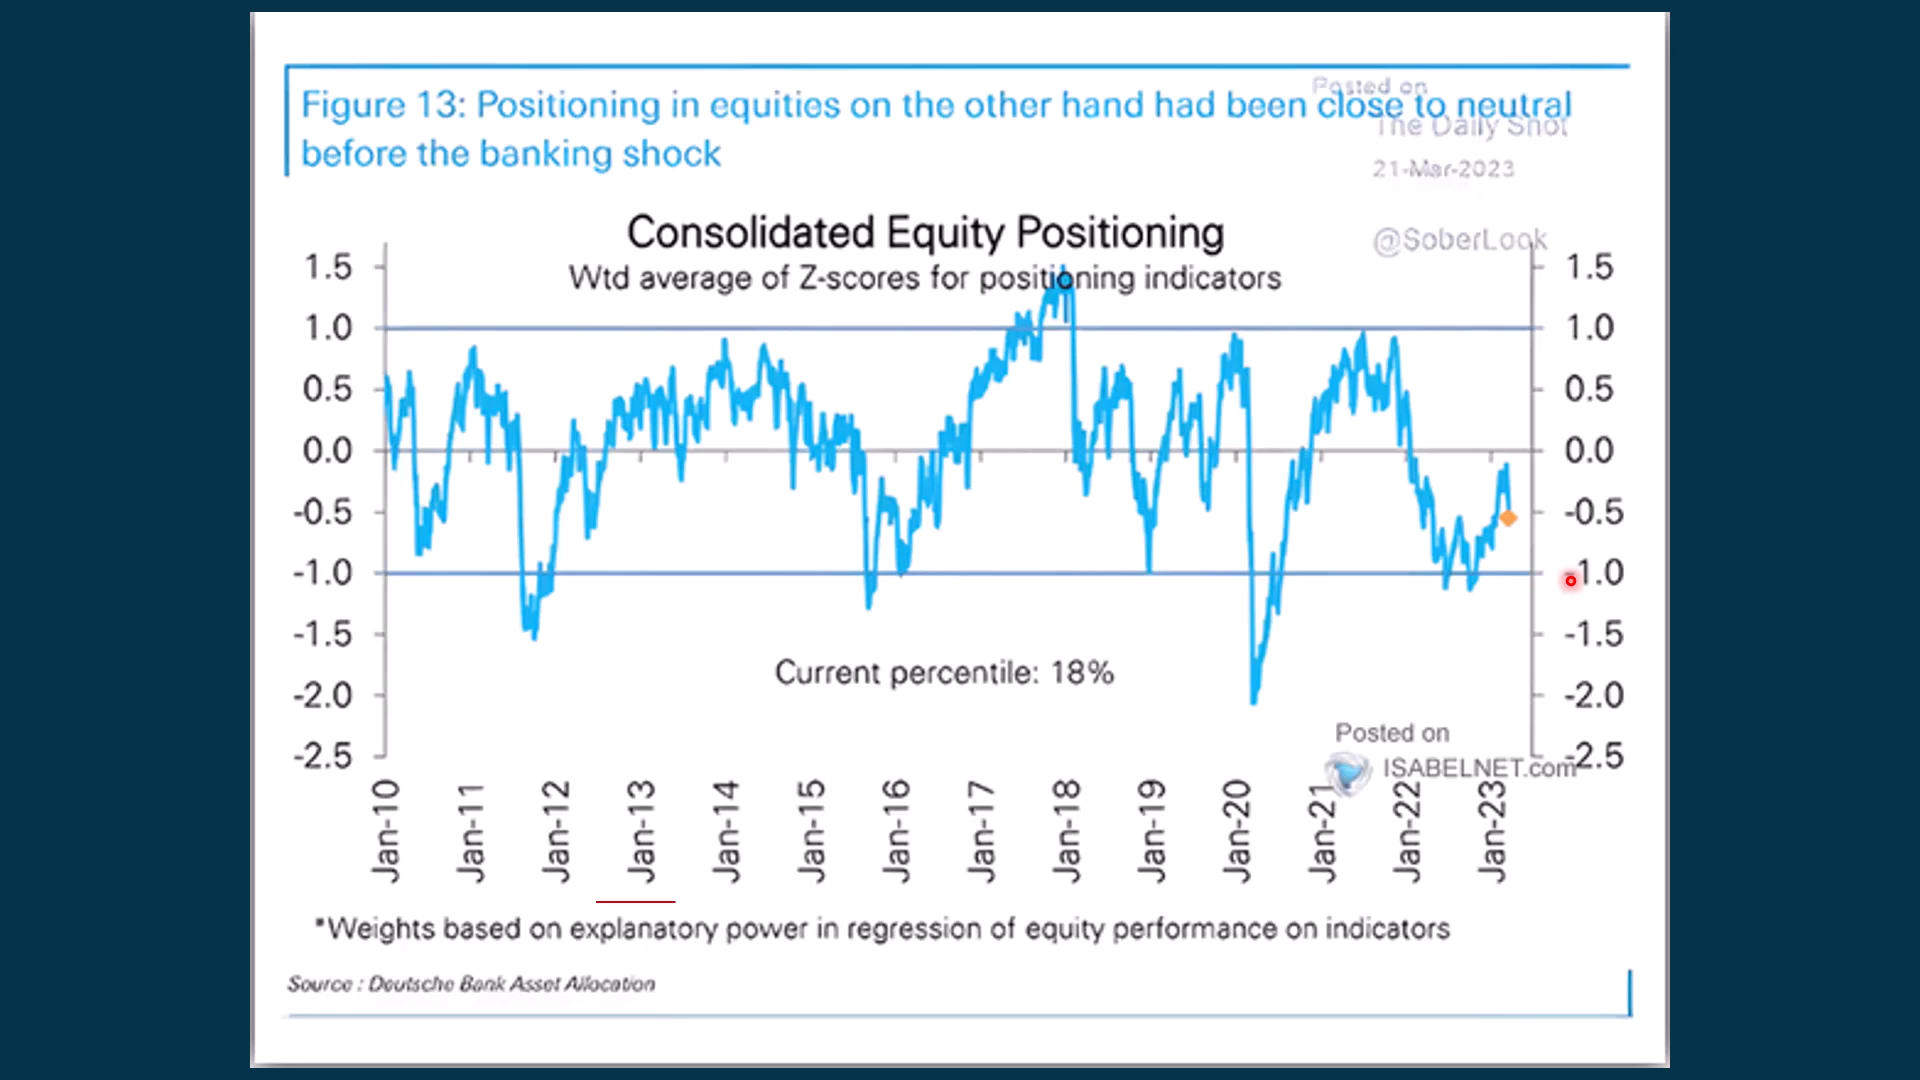 Figure 13: Positioning in equities on the other hand had been close to neutral
before the banking shock
Posted on
The Daily Shot
21-Mar-2023
@SoberLook
Consolidated Equity Positioning
Wtd average of Z-scores for positioning indicators
1.5 1.5
1.0 1.0
0.5 0.5
0.0 0.0
-0.5 -0.5
-1.0 -1.0
-1.5 -1.5
-2.0 -2.0
-2.5 -2.5
Current percentile: 18%
Posted on
ISABELNET.com
Jan-10 Jan-11 Jan-12 Jan-13 Jan-14 Jan-15 Jan-16 Jan-17 Jan-18 Jan-19 Jan-20 Jan-21 Jan-22 Jan-23
*Weights based on explanatory power in regression of equity performance on indicators
Source : Deutsche Bank Asset Allocation